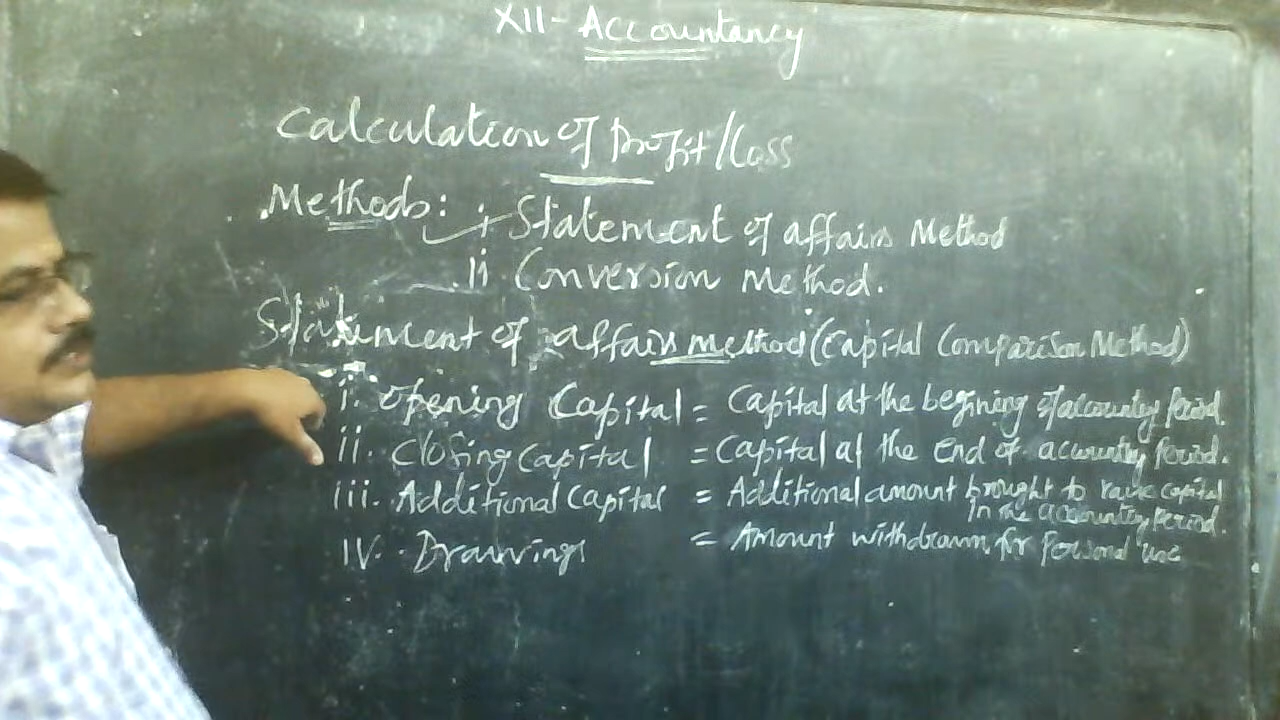 XII - Accountancy
Calculation of Profit/Loss
Methods: i Statement of affairs Method
ii Conversion Method.
Statement of affairs method (Capital Comparison Method)
i. Opening Capital = Capital at the begining of accounting Period.
ii. Closing Capital = Capital at the end of accounting Period.
iii. Additional Capital = Additional amount brought to raise capital
in the accounting Period.
IV. Drawings = Amount withdrawn for Personal use